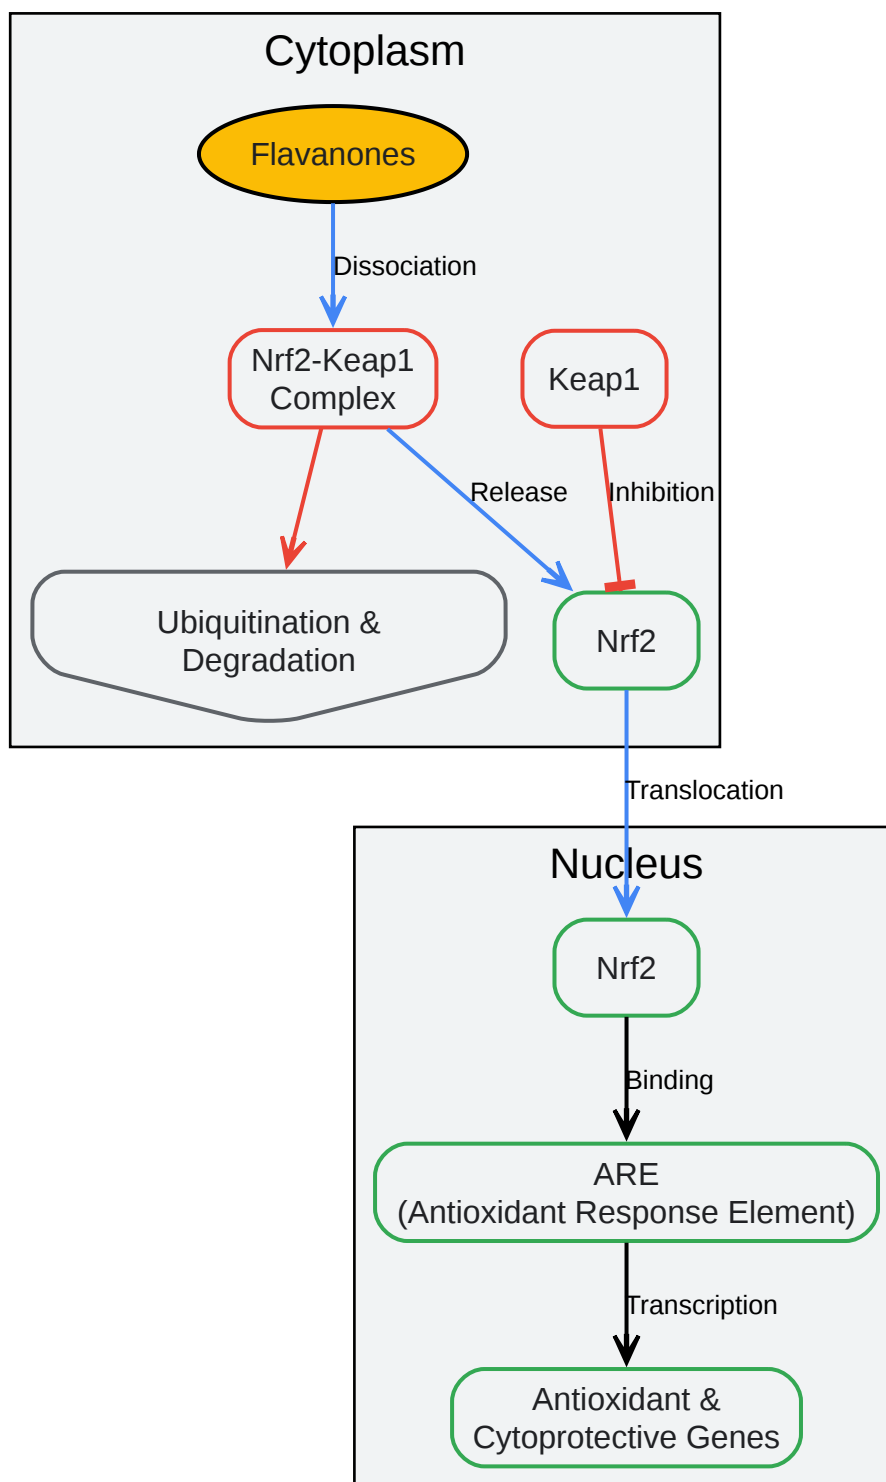 Cytoplasm
Flavanones
Dissociation
Nrf2-Keap1
Complex
Keap1
Release
Inhibition
Ubiquitination &
Degradation
Nrf2
Translocation
Nucleus
Nrf2
Binding
ARE
(Antioxidant Response Element)
Transcription
Antioxidant &
Cytoprotective Genes